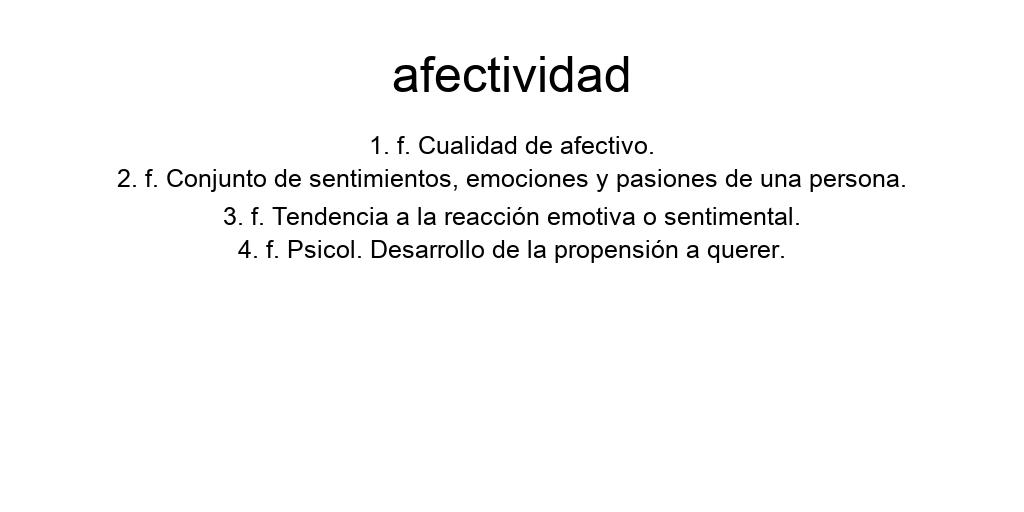 afectividad
1. f. Cualidad de afectivo.
2. f. Conjunto de sentimientos, emociones y pasiones de una persona.
3. f. Tendencia a la reacción emotiva o sentimental.
4. f. Psicol. Desarrollo de la propensión a querer.